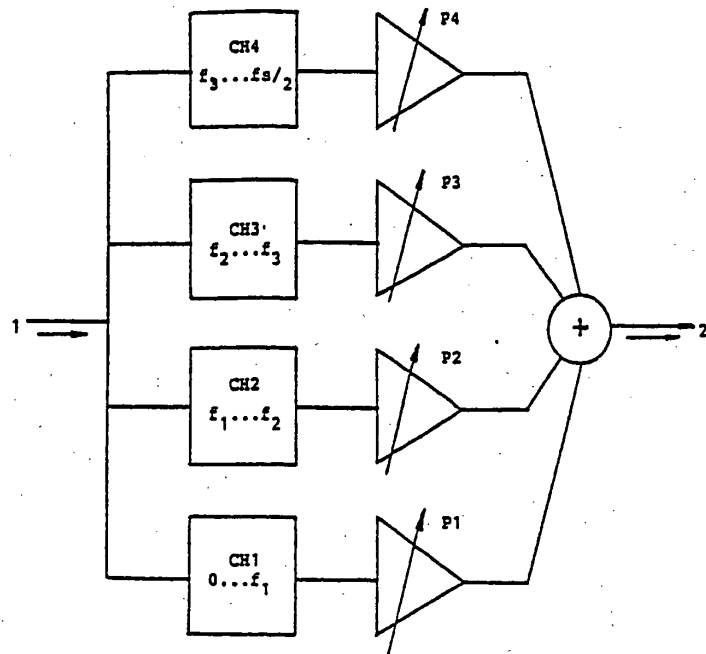 CH4
f₃...fs/₂
P4
CH3
f₂...f₃
P3
1
+
2
CH2
f₁...f₂
P2
CH1
0...f₁
P1